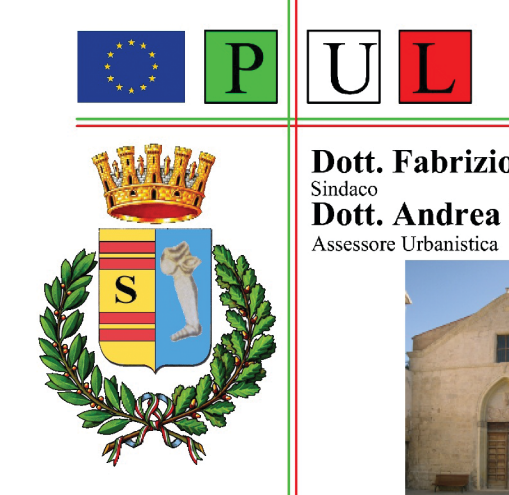 P U L
Dott. Fabrizio
Sindaco
Dott. Andrea
Assessore Urbanistica
S